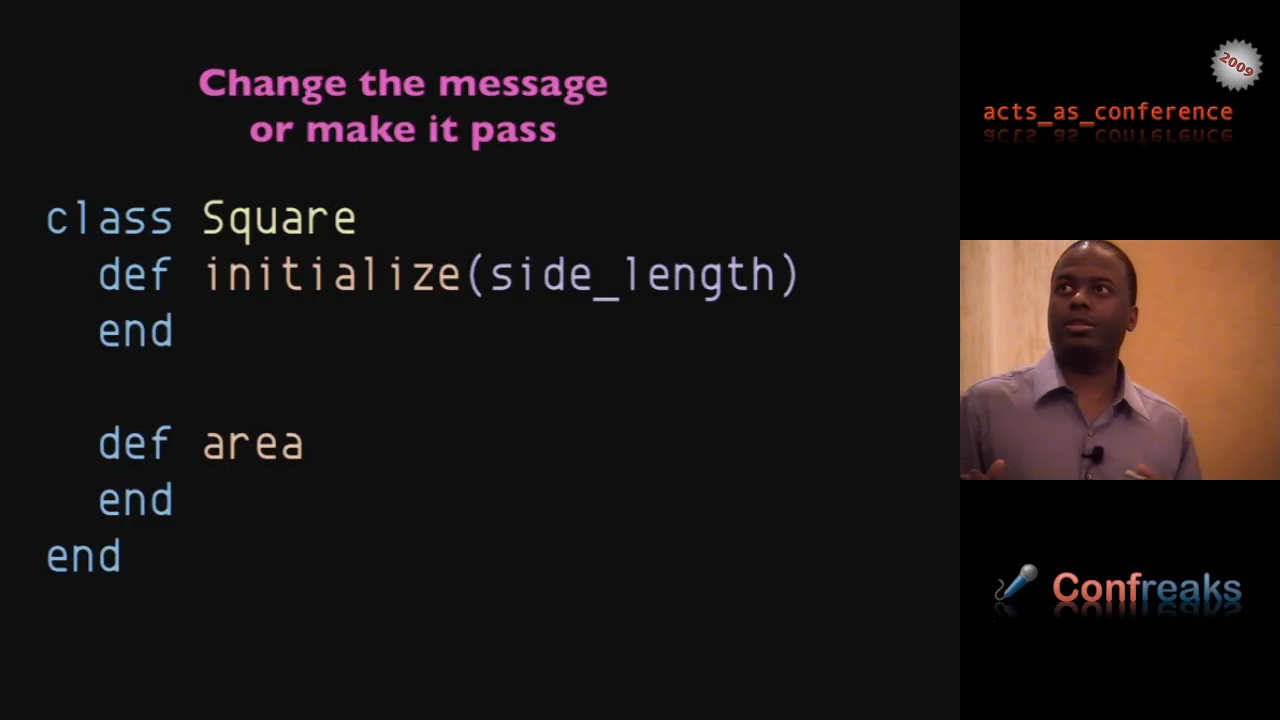 Change the message
or make it pass
class Square
  def initialize(side_length)
  end

  def area
  end
end
2009
acts_as_conference
Confreaks